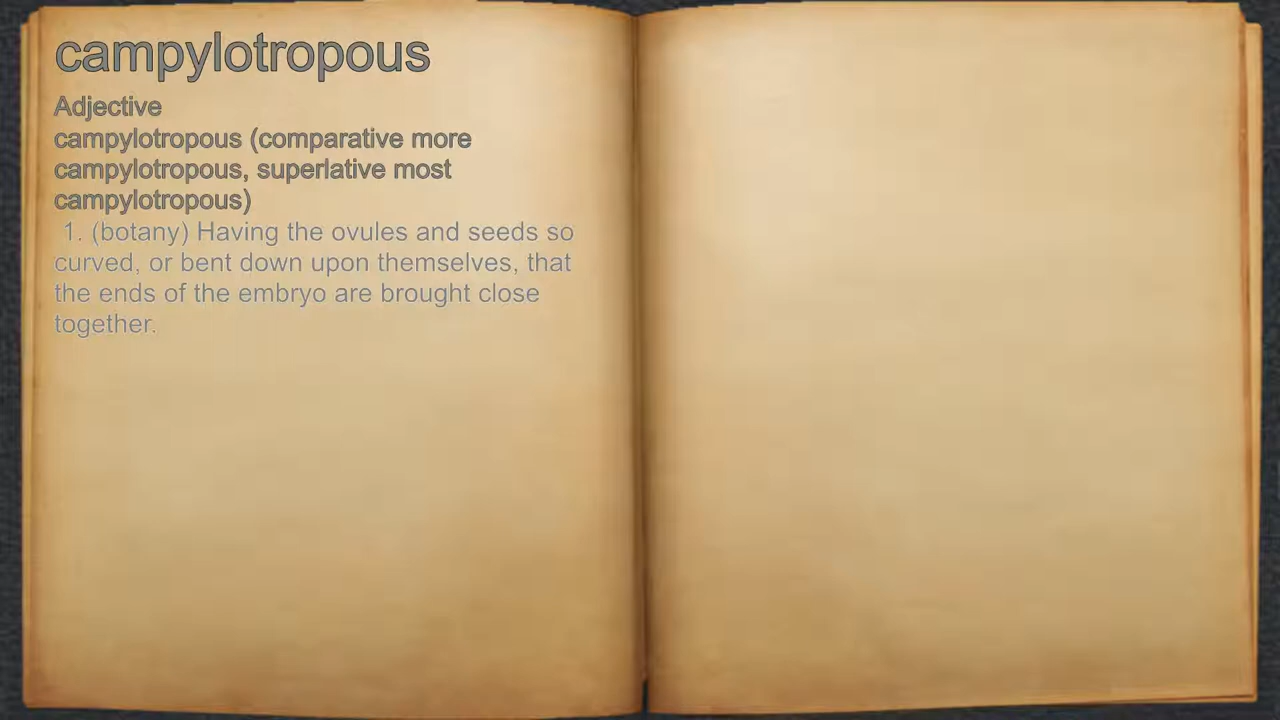 campylotropous
Adjective
campylotropous (comparative more
campylotropous, superlative most
campylotropous)
1. (botany) Having the ovules and seeds so
curved, or bent down upon themselves, that
the ends of the embryo are brought close
together.